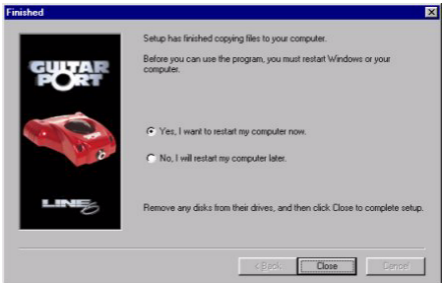 Finished
GUITAR
PORT
LINE 6
Setup has finished copying files to your computer.
Before you can use the program, you must restart Windows or your
computer.
Yes, I want to restart my computer now.
No, I will restart my computer later.
Remove any disks from their drives, and then click Close to complete setup.
< Back
Close
Cancel